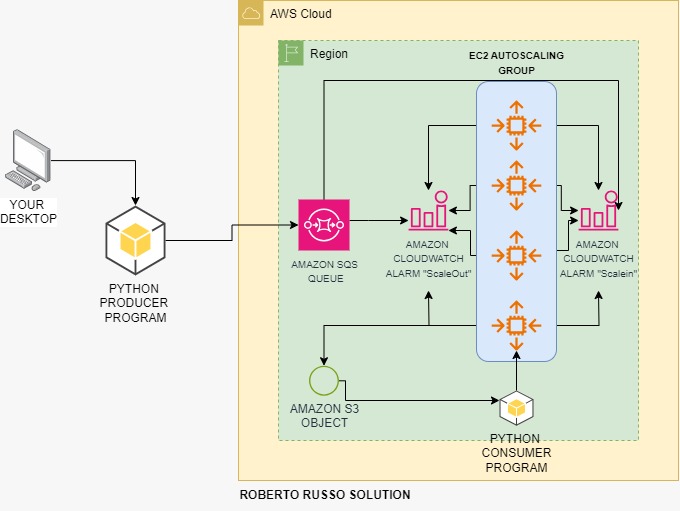 AWS Cloud
Region
EC2 AUTOSCALING
GROUP
YOUR
DESKTOP
PYTHON
PRODUCER
PROGRAM
AMAZON SQS
QUEUE
AMAZON
CLOUDWATCH
ALARM "ScaleOut"
AMAZON
CLOUDWATCH
ALARM "Scalein"
AMAZON S3
OBJECT
PYTHON
CONSUMER
PROGRAM
ROBERTO RUSSO SOLUTION